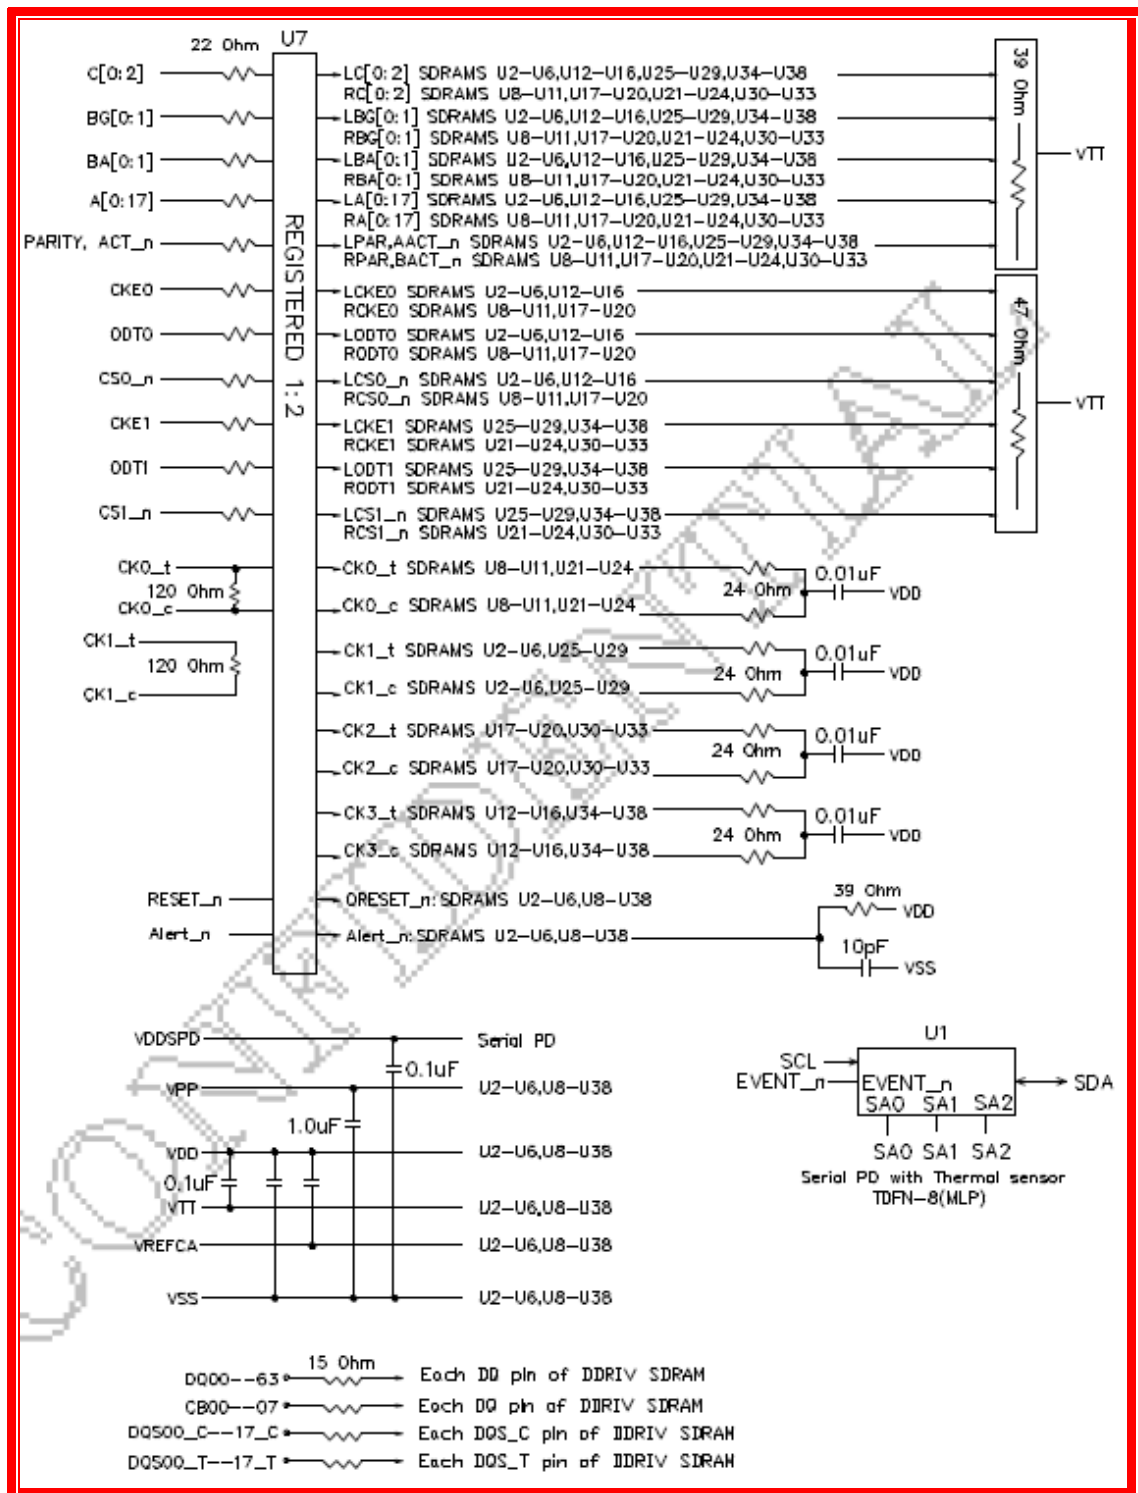 22 Ohm U7
C[0:2] LC[0:2] SDRAMS U2-U6,U12-U16,U25-U29,U34-U38
RC[0:2] SDRAMS U8-U11,U17-U20,U21-U24,U30-U33
BG[0:1] LBG[0:1] SDRAMS U2-U6,U12-U16,U25-U29,U34-U38
RBG[0:1] SDRAMS U8-U11,U17-U20,U21-U24,U30-U33
BA[0:1] LBA[0:1] SDRAMS U2-U6,U12-U16,U25-U29,U34-U38
RBA[0:1] SDRAMS U8-U11,U17-U20,U21-U24,U30-U33
A[0:17] LA[0:17] SDRAMS U2-U6,U12-U16,U25-U29,U34-U38
RA[0:17] SDRAMS U8-U11,U17-U20,U21-U24,U30-U33
PARITY, ACT_n LPAR,AACT_n SDRAMS U2-U6,U12-U16,U25-U29,U34-U38
RPAR,BACT_n SDRAMS U8-U11,U17-U20,U21-U24,U30-U33
39 Ohm
VTT
REGISTERED 1:2
CKE0 LCKE0 SDRAMS U2-U6,U12-U16
RCKE0 SDRAMS U8-U11,U17-U20
ODT0 LODT0 SDRAMS U2-U6,U12-U16
RODT0 SDRAMS U8-U11,U17-U20
CS0_n LCS0_n SDRAMS U2-U6,U12-U16
RCS0_n SDRAMS U8-U11,U17-U20
CKE1 LCKE1 SDRAMS U25-U29,U34-U38
RCKE1 SDRAMS U21-U24,U30-U33
ODT1 LODT1 SDRAMS U25-U29,U34-U38
RODT1 SDRAMS U21-U24,U30-U33
CS1_n LCS1_n SDRAMS U25-U29,U34-U38
RCS1_n SDRAMS U21-U24,U30-U33
47 Ohm
VTT
CK0_t CK0_t SDRAMS U8-U11,U21-U24
120 Ohm 24 Ohm 0.01uF VDD
CK0_c CK0_c SDRAMS U8-U11,U21-U24
CK1_t CK1_t SDRAMS U2-U6,U25-U29
120 Ohm 24 Ohm 0.01uF VDD
CK1_c CK1_c SDRAMS U2-U6,U25-U29
CK2_t SDRAMS U17-U20,U30-U33
24 Ohm 0.01uF VDD
CK2_c SDRAMS U17-U20,U30-U33
CK3_t SDRAMS U12-U16,U34-U38
24 Ohm 0.01uF VDD
CK3_c SDRAMS U12-U16,U34-U38
RESET_n ORESET_n:SDRAMS U2-U6,U8-U38
Alert_n Alert_n:SDRAMS U2-U6,U8-U38
39 Ohm VDD
10pF VSS
VDDSPD Serial PD
0.1uF
VPP U2-U6,U8-U38
1.0uF
VDD U2-U6,U8-U38
0.1uF
VTT U2-U6,U8-U38
VREFCA U2-U6,U8-U38
VSS U2-U6,U8-U38
U1
SCL
EVENT_n EVENT_n SDA
SA0 SA1 SA2
SA0 SA1 SA2
Serial PD with Thermal sensor
TDFN-8(MLP)
15 Ohm
DQ00--63 Each DQ pin of DDRIV SDRAM
CB00--07 Each DQ pin of DDRIV SDRAM
DQS00_C--17_C Each DQS_C pin of DDRIV SDRAM
DQS00_T--17_T Each DQS_T pin of DDRIV SDRAM
CONFIDENTIAL